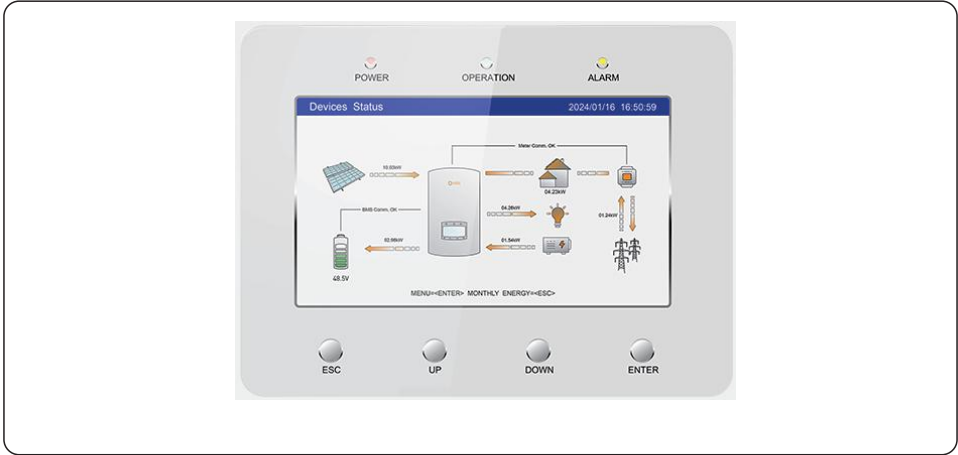 POWER
OPERATION
ALARM
Devices Status
2024/01/16 16:50:59
Meter Comm. OK
10.93kW
04.23kW
BMS Comm. OK
04.26kW
01.24kW
02.98kW
01.54kW
48.5V
MENU=<ENTER> MONTHLY ENERGY=<ESC>
ESC
UP
DOWN
ENTER